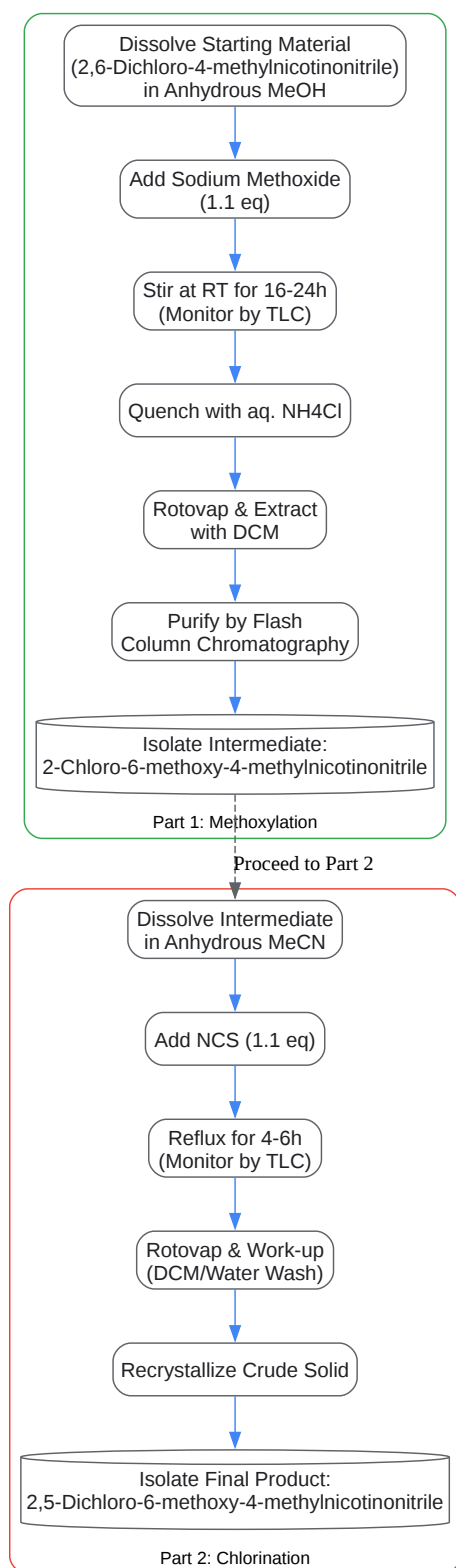 Dissolve Starting Material
(2,6-Dichloro-4-methylnicotinonitrile)
in Anhydrous MeOH
Add Sodium Methoxide
(1.1 eq)
Stir at RT for 16-24h
(Monitor by TLC)
Quench with aq. NH4Cl
Rotovap & Extract
with DCM
Purify by Flash
Column Chromatography
Isolate Intermediate:
2-Chloro-6-methoxy-4-methylnicotinonitrile
Part 1: Methoxylation
Proceed to Part 2
Dissolve Intermediate
in Anhydrous MeCN
Add NCS (1.1 eq)
Reflux for 4-6h
(Monitor by TLC)
Rotovap & Work-up
(DCM/Water Wash)
Recrystallize Crude Solid
Isolate Final Product:
2,5-Dichloro-6-methoxy-4-methylnicotinonitrile
Part 2: Chlorination